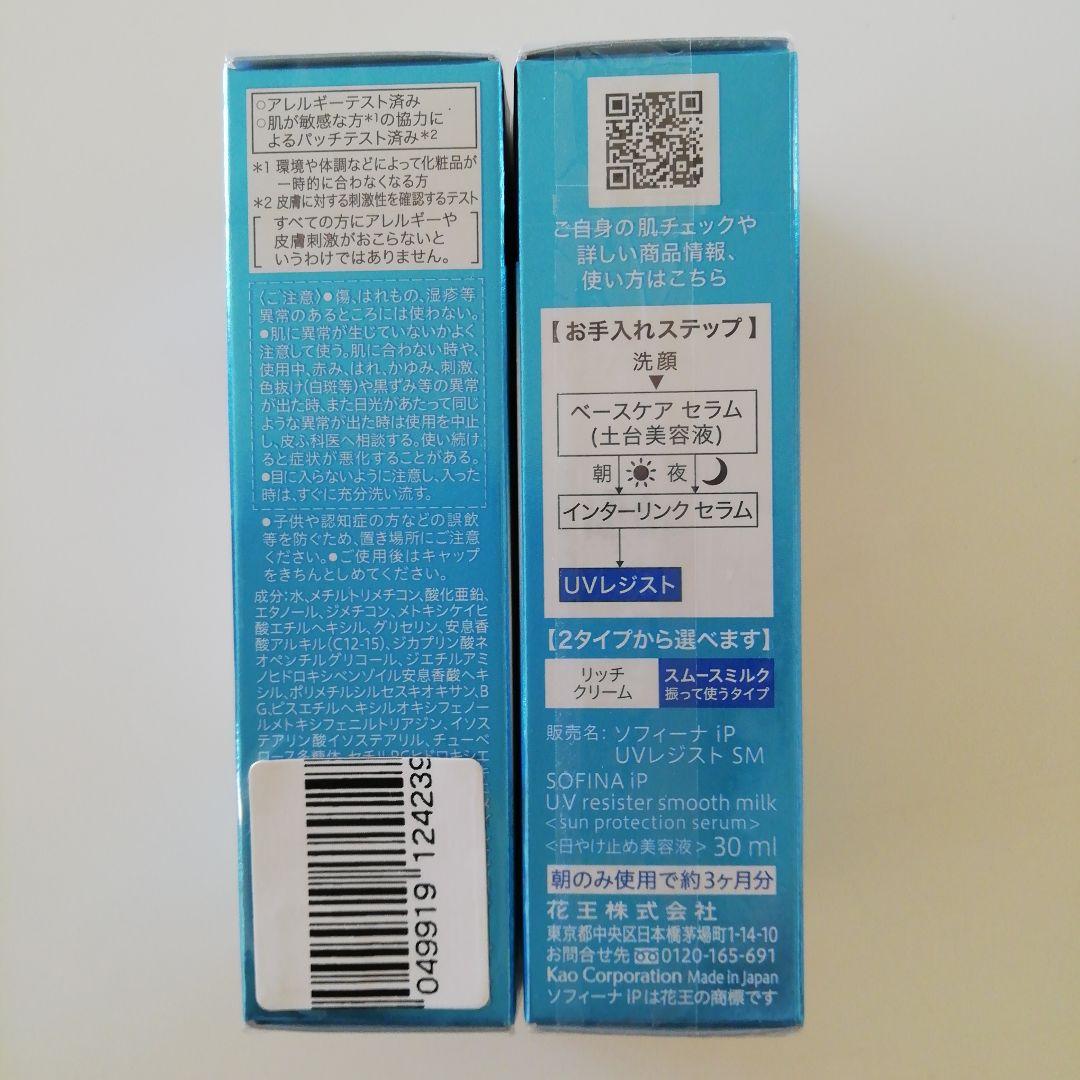 ○アレルギーテスト済み
○肌が敏感な方*1の協力に
よるパッチテスト済み*2
*1 環境や体調などによって化粧品が
一時的に合わなくなる方
*2 皮膚に対する刺激性を確認するテスト
すべての方にアレルギーや
皮膚刺激がおこらないと
いうわけではありません。
〈ご注意〉●傷、はれもの、湿疹等
異常のあるところには使わない。
●肌に異常が生じていないかよく
注意して使う。肌に合わない時や、
使用中、赤み、はれ、かゆみ、刺激、
色抜け(白斑等)や黒ずみ等の異常
が出た時、また日光があたって同じ
ような異常が出た時は使用を中止
し、皮ふ科医へ相談する。使い続け
ると症状が悪化することがある。
●目に入らないように注意し、入った
時は、すぐに充分洗い流す。
●子供や認知症の方などの誤飲
等を防ぐため、置き場所にご注意
ください。●ご使用後はキャップ
をきちんとしめてください。
成分:水、メチルトリメチコン、酸化亜鉛、
エタノール、ジメチコン、メトキシケイヒ
酸エチルヘキシル、グリセリン、安息香
酸アルキル(C12-15)、ジカプリン酸ネ
オペンチルグリコール、ジエチルアミ
ノヒドロキシベンゾイル安息香酸ヘキ
シル、ポリメチルシルセスキオキサン、B
G、ビスエチルヘキシルオキシフェノー
ルメトキシフェニルトリアジン、イソス
テアリン酸イソステアリル、チューベ
ローズ多糖体、セチルPGヒドロキシエ
049919 124239
ご自身の肌チェックや
詳しい商品情報、
使い方はこちら
【お手入れステップ】
洗顔
▼
ベースケア セラム
(土台美容液)
朝 夜
インターリンク セラム
UVレジスト
【2タイプから選べます】
リッチ
クリーム
スムースミルク
振って使うタイプ
販売名: ソフィーナ iP
UVレジスト SM
SOFINA iP
UV resister smooth milk
<sun protection serum>
<日やけ止め美容液> 30 ml
朝のみ使用で約3ヶ月分
花王株式会社
東京都中央区日本橋茅場町1-14-10
お問合せ先 0120-165-691
Kao Corporation Made in Japan
ソフィーナ iPは花王の商標です